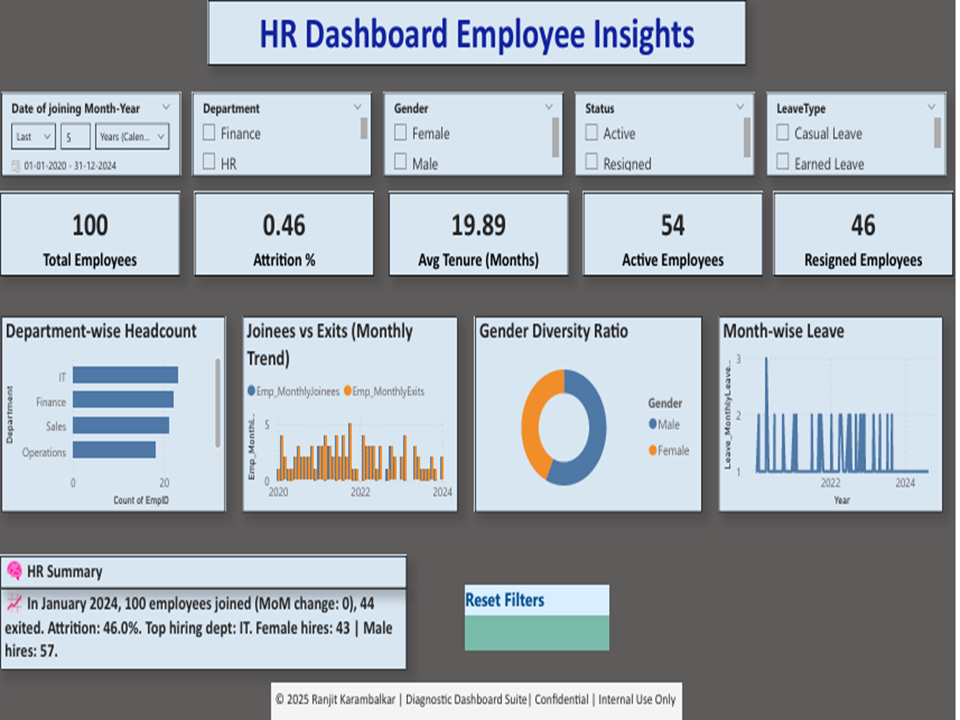 HR Dashboard Employee Insights
Date of joining Month-Year
Last
5
Years (Calen...
01-01-2020 - 31-12-2024
Department
Finance
HR
Gender
Female
Male
Status
Active
Resigned
LeaveType
Casual Leave
Earned Leave
100
Total Employees
0.46
Attrition %
19.89
Avg Tenure (Months)
54
Active Employees
46
Resigned Employees
Department-wise Headcount
Department
IT
Finance
Sales
Operations
0 20
Count of EmpID
Joinees vs Exits (Monthly
Trend)
Emp_MonthlyJoinees Emp_MonthlyExits
Emp_Monthl..
5
0
2020 2022 2024
Gender Diversity Ratio
Gender
Male
Female
Month-wise Leave
Leave_MonthlyLeave...
3
2
1
2022 2024
Year
HR Summary
In January 2024, 100 employees joined (MoM change: 0), 44
exited. Attrition: 46.0%. Top hiring dept: IT. Female hires: 43 | Male
hires: 57.
Reset Filters
© 2025 Ranjit Karambalkar | Diagnostic Dashboard Suite| Confidential | Internal Use Only